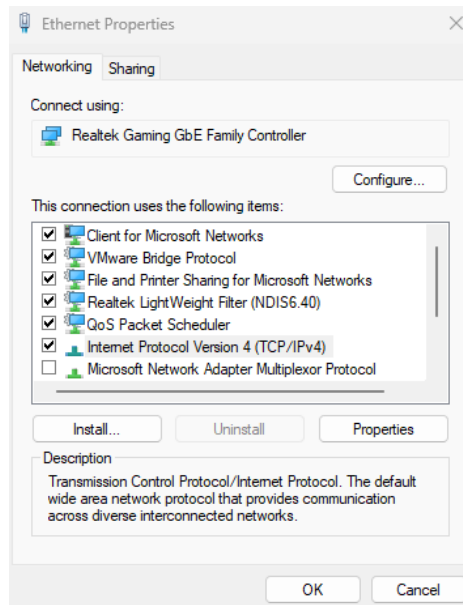 Ethernet Properties
Networking Sharing
Connect using:
Realtek Gaming GbE Family Controller
Configure...
This connection uses the following items:
Client for Microsoft Networks
VMware Bridge Protocol
File and Printer Sharing for Microsoft Networks
Realtek LightWeight Filter (NDIS6.40)
QoS Packet Scheduler
Internet Protocol Version 4 (TCP/IPv4)
Microsoft Network Adapter Multiplexor Protocol
Install... Uninstall Properties
Description
Transmission Control Protocol/Internet Protocol. The default
wide area network protocol that provides communication
across diverse interconnected networks.
OK Cancel